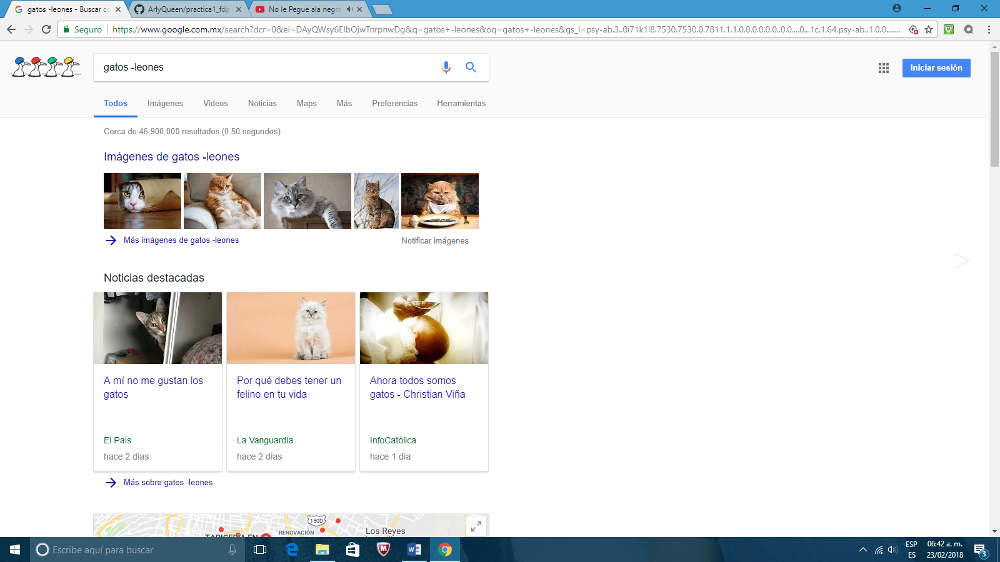 gatos -leones - Buscar co
ArlyQueen/practica1_fdp
No le Pegue ala negra
Seguro
https://www.google.com.mx/search?dcr=0&ei=DAyQWsy6EIbOjwTnrpnwDg&q=gatos+-leones&oq=gatos+-leones&gs_l=psy-ab.3..0i71k1l8.7530.7530.0.7811.1.1.0.0.0.0.0.0..0.0....0...1c.1.64.psy-ab..1.0.0.......
gatos -leones
Iniciar sesión
Todos Imágenes Videos Noticias Maps Más Preferencias Herramientas
Cerca de 46,900,000 resultados (0.50 segundos)
Imágenes de gatos -leones
Más imágenes de gatos -leones
Notificar imágenes
Noticias destacadas
A mí no me gustan los
gatos
El País
hace 2 días
Por qué debes tener un
felino en tu vida
La Vanguardia
hace 2 días
Ahora todos somos
gatos - Christian Viña
InfoCatólica
hace 1 día
Más sobre gatos -leones
150D
RENOVACIÓN
Los Reyes
TAPICERIA EN
Escribe aquí para buscar
ESP
ES
06:42 a. m.
23/02/2018
3